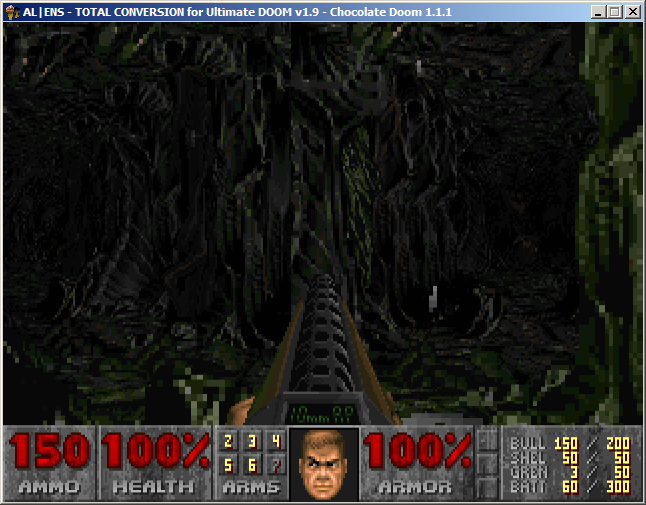 AL|ENS - TOTAL CONVERSION for Ultimate DOOM v1.9 - Chocolate Doom 1.1.1
10mm A.P.
150 100% 2 3 4 100% BULL 150 / 200
SHEL 50 / 50
5 6 7 GREN 3 / 50
AMMO HEALTH ARMS ARMOR BATT 60 / 300